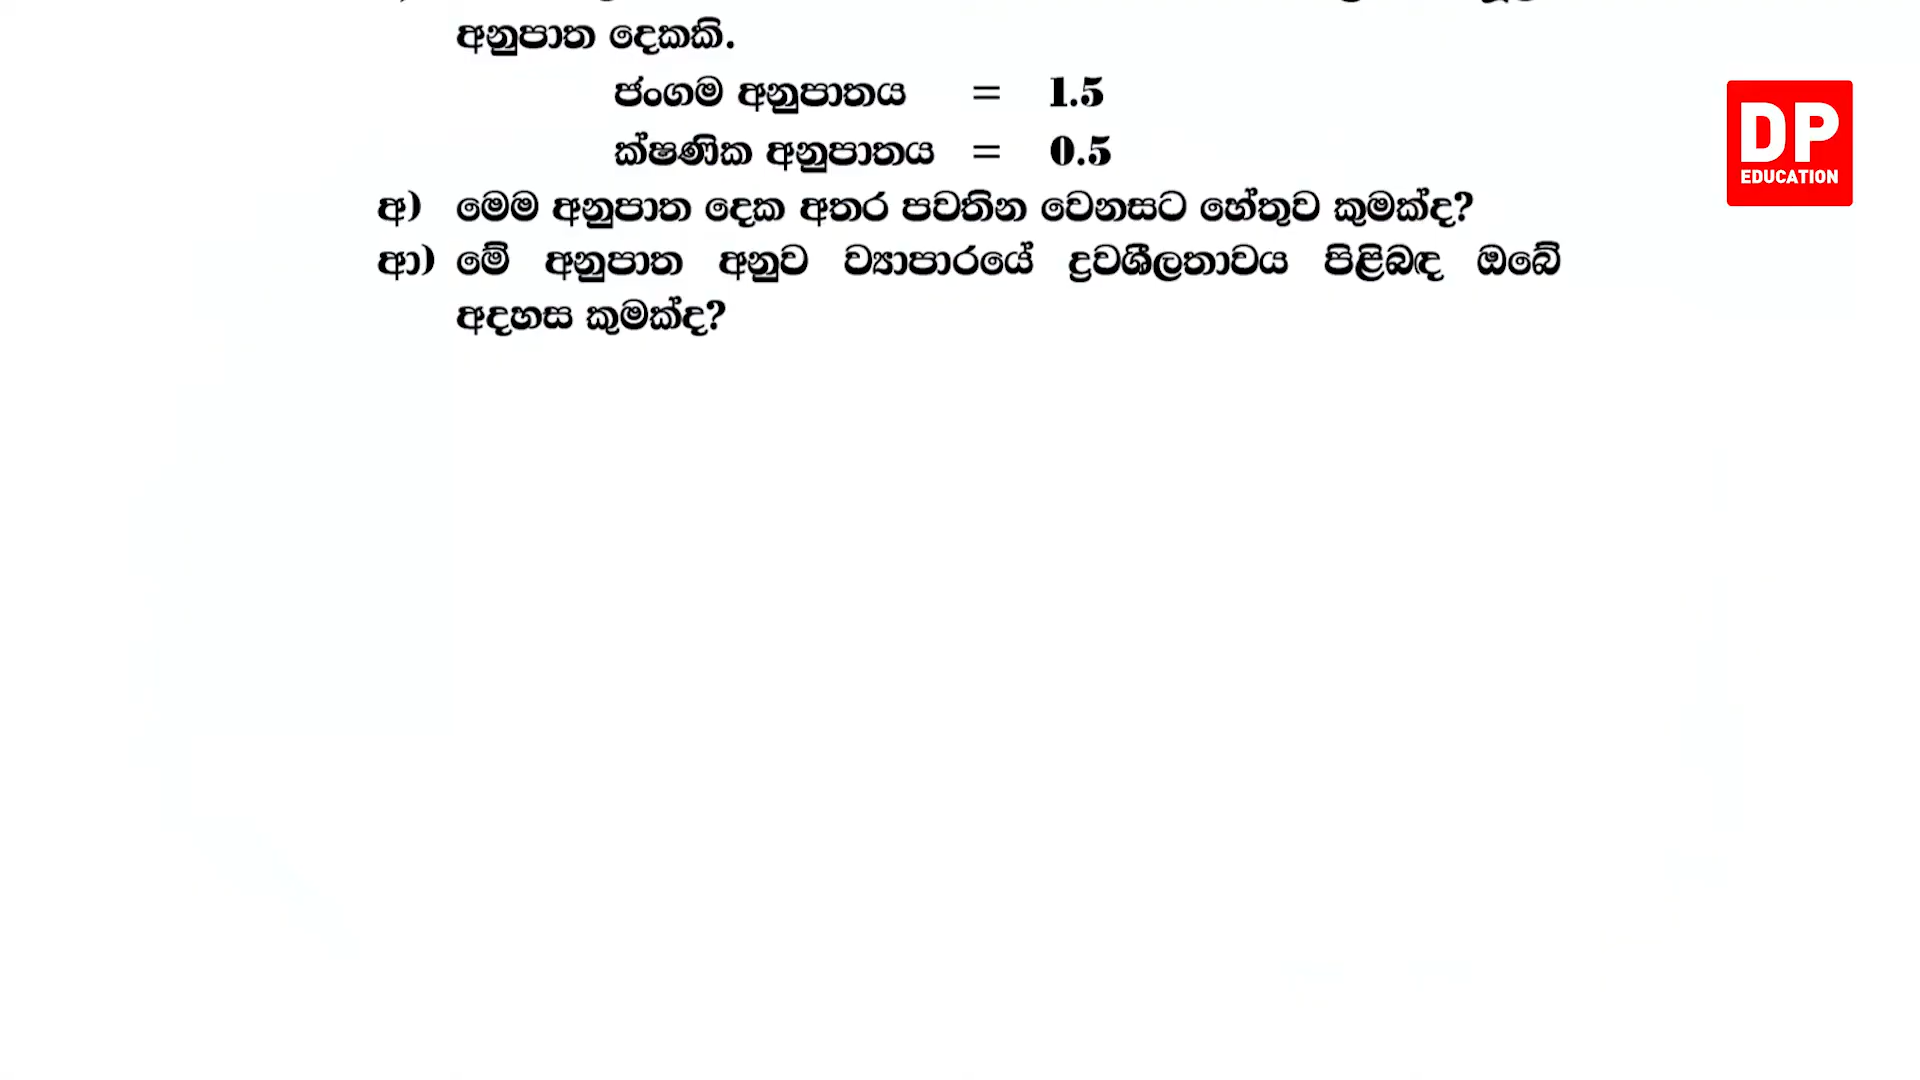 අනුපාත දෙකකි.
ජංගම අනුපාතය = 1.5
ක්ෂණික අනුපාතය = 0.5
අ) මෙම අනුපාත දෙක අතර පවතින වෙනසට හේතුව කුමක්ද?
ආ) මේ අනුපාත අනුව ව්‍යාපාරයේ ද්‍රවශීලතාවය පිළිබඳ ඔබේ
අදහස කුමක්ද?
DP
EDUCATION